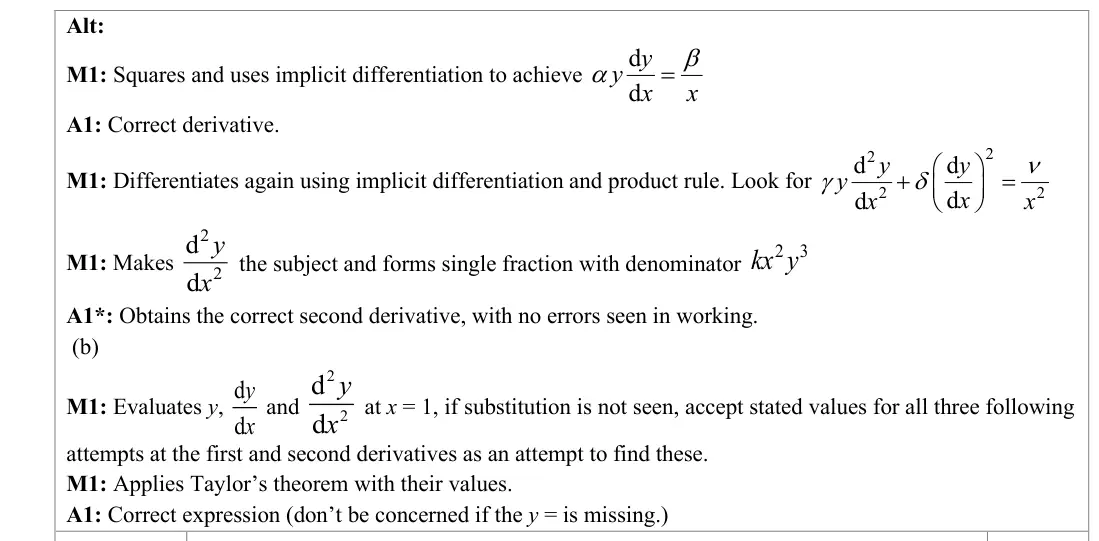 Alt:
M1: Squares and uses implicit differentiation to achieve αy dy/dx = β/x
A1: Correct derivative.
M1: Differentiates again using implicit differentiation and product rule. Look for γy d²y/dx² + δ(dy/dx)² = ν/x²
M1: Makes d²y/dx² the subject and forms single fraction with denominator kx²y³
A1*: Obtains the correct second derivative, with no errors seen in working.
(b)
M1: Evaluates y, dy/dx and d²y/dx² at x = 1, if substitution is not seen, accept stated values for all three following
attempts at the first and second derivatives as an attempt to find these.
M1: Applies Taylor’s theorem with their values.
A1: Correct expression (don’t be concerned if the y = is missing.)